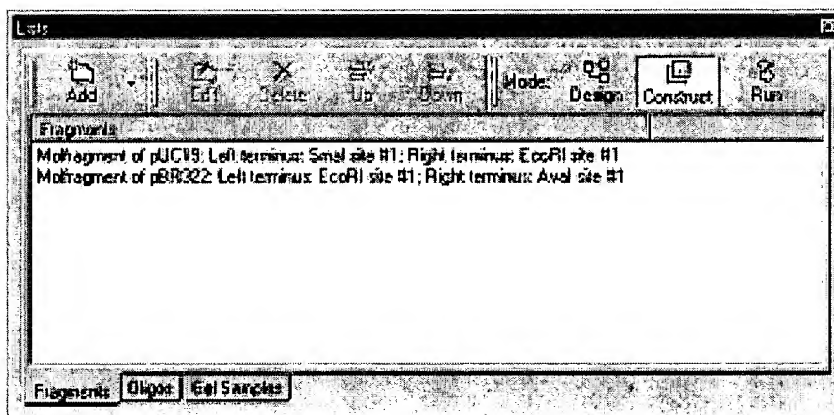 Lists
Add Edit Delete Up Down Mode: Design Construct Run
Fragments
Molfragment of pUC19: Left terminus: SmaI site #1; Right terminus: EcoRI site #1
Molfragment of pBR322: Left terminus: EcoRI site #1; Right terminus: AvaI site #1
Fragments Oligos Gel Samples